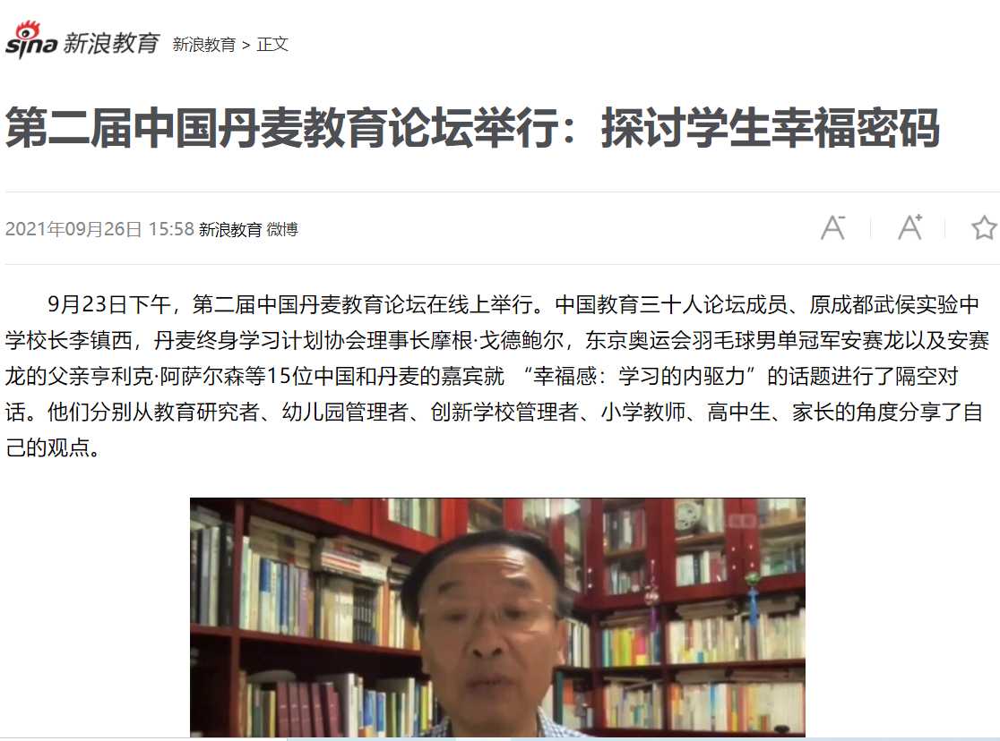 sina 新浪教育 新浪教育 > 正文
第二届中国丹麦教育论坛举行：探讨学生幸福密码
2021年09月26日 15:58 新浪教育 微博
A- A+
9月23日下午，第二届中国丹麦教育论坛在线上举行。中国教育三十人论坛成员、原成都武侯实验中
学校长李镇西，丹麦终身学习计划协会理事长摩根·戈德鲍尔，东京奥运会羽毛球男单冠军安赛龙以及安赛
龙的父亲亨利克·阿萨尔森等15位中国和丹麦的嘉宾就 “幸福感：学习的内驱力”的话题进行了隔空对
话。他们分别从教育研究者、幼儿园管理者、创新学校管理者、小学教师、高中生、家长的角度分享了自
己的观点。